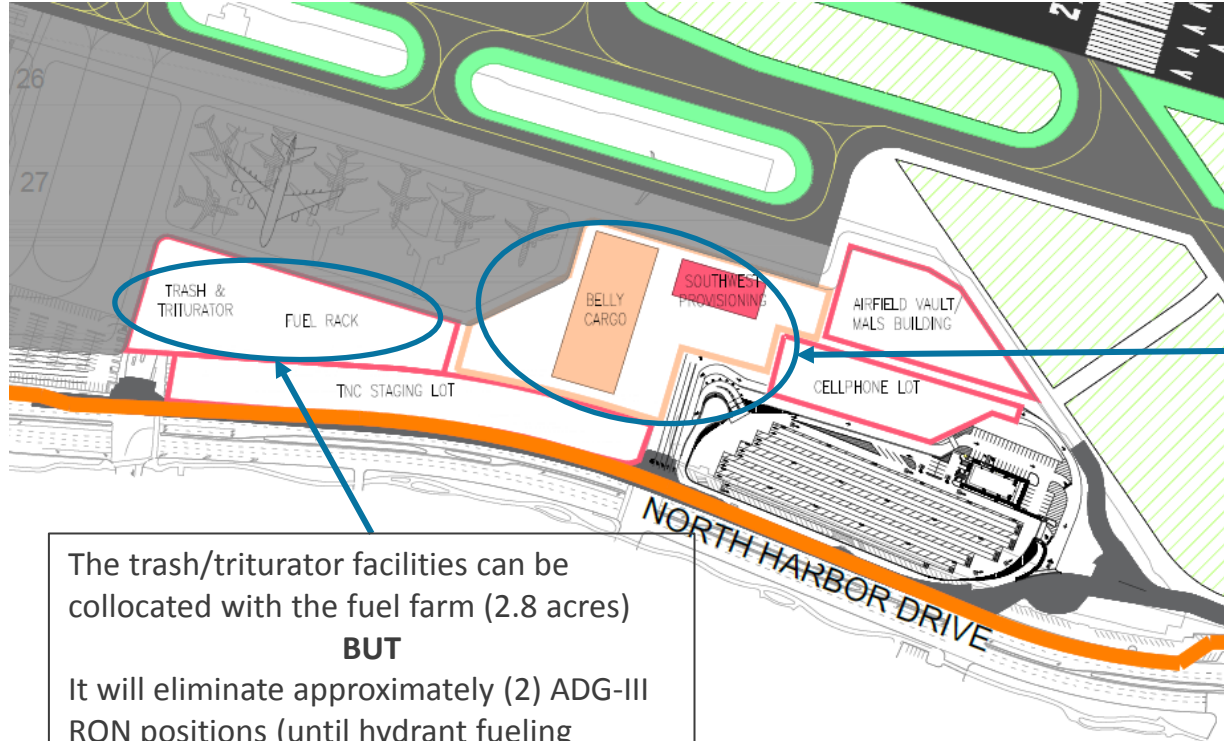 26
27
TRASH &
TRITURATOR
FUEL RACK
TNC STAGING LOT
BELLY
CARGO
SOUTHWEST
PROVISIONING
AIRFIELD VAULT/
MALS BUILDING
CELLPHONE LOT
NORTH HARBOR DRIVE
The trash/triturator facilities can be
collocated with the fuel farm (2.8 acres)
BUT
It will eliminate approximately (2) ADG-III
RON positions (until hydrant fueling